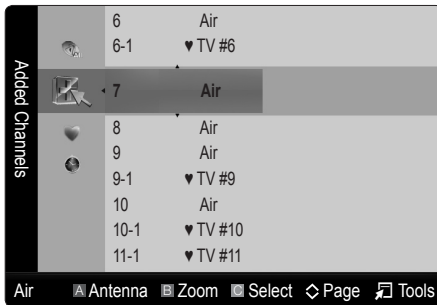 Added Channels
6 Air
6-1 ♥ TV #6
7 Air
8 Air
9 Air
9-1 ♥ TV #9
10 Air
10-1 ♥ TV #10
11-1 ♥ TV #11
Air A Antenna B Zoom C Select Page Tools